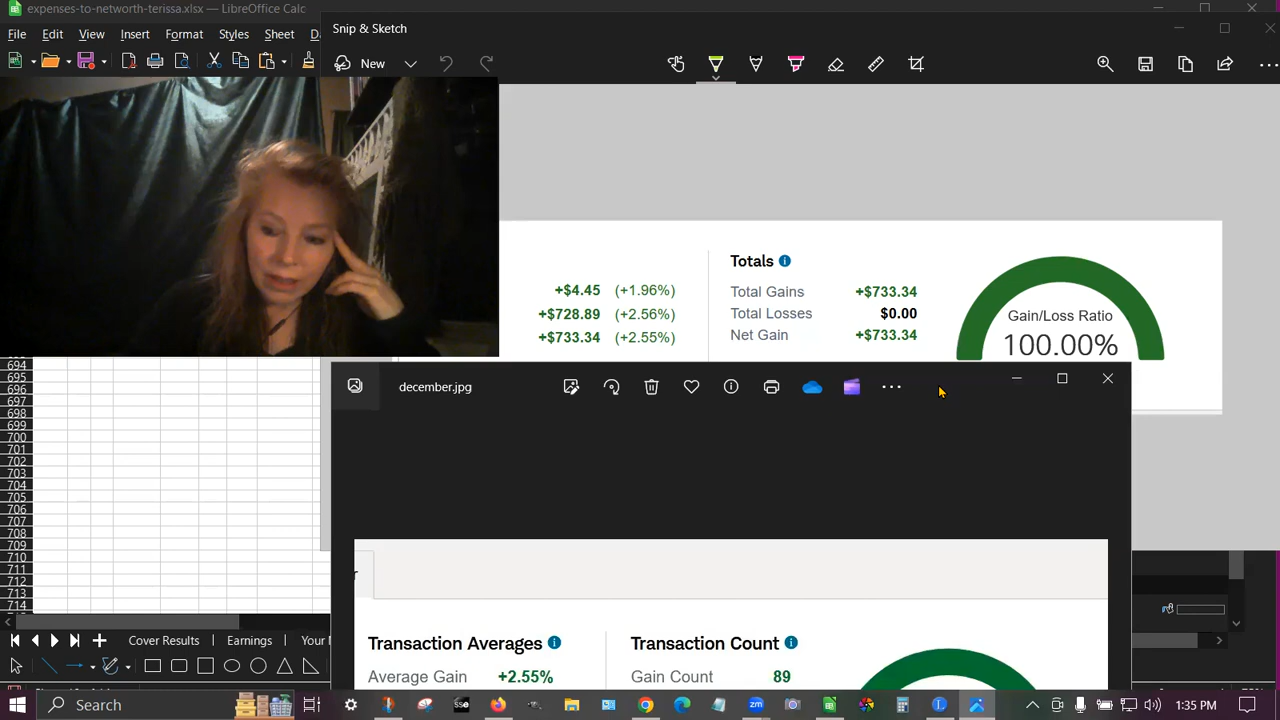 expenses-to-networth-terissa.xlsx — LibreOffice Calc
File Edit View Insert Format Styles Sheet
Snip & Sketch
New
+$4.45 (+1.96%)
+$728.89 (+2.56%)
+$733.34 (+2.55%)
Totals
Total Gains +$733.34
Total Losses $0.00
Net Gain +$733.34
Gain/Loss Ratio
100.00%
december.jpg
694
695
696
697
698
699
700
701
702
703
704
705
706
707
708
709
710
711
712
713
714
Transaction Averages
Average Gain +2.55%
Transaction Count
Gain Count 89
Cover Results Earnings Your
Search
1:35 PM